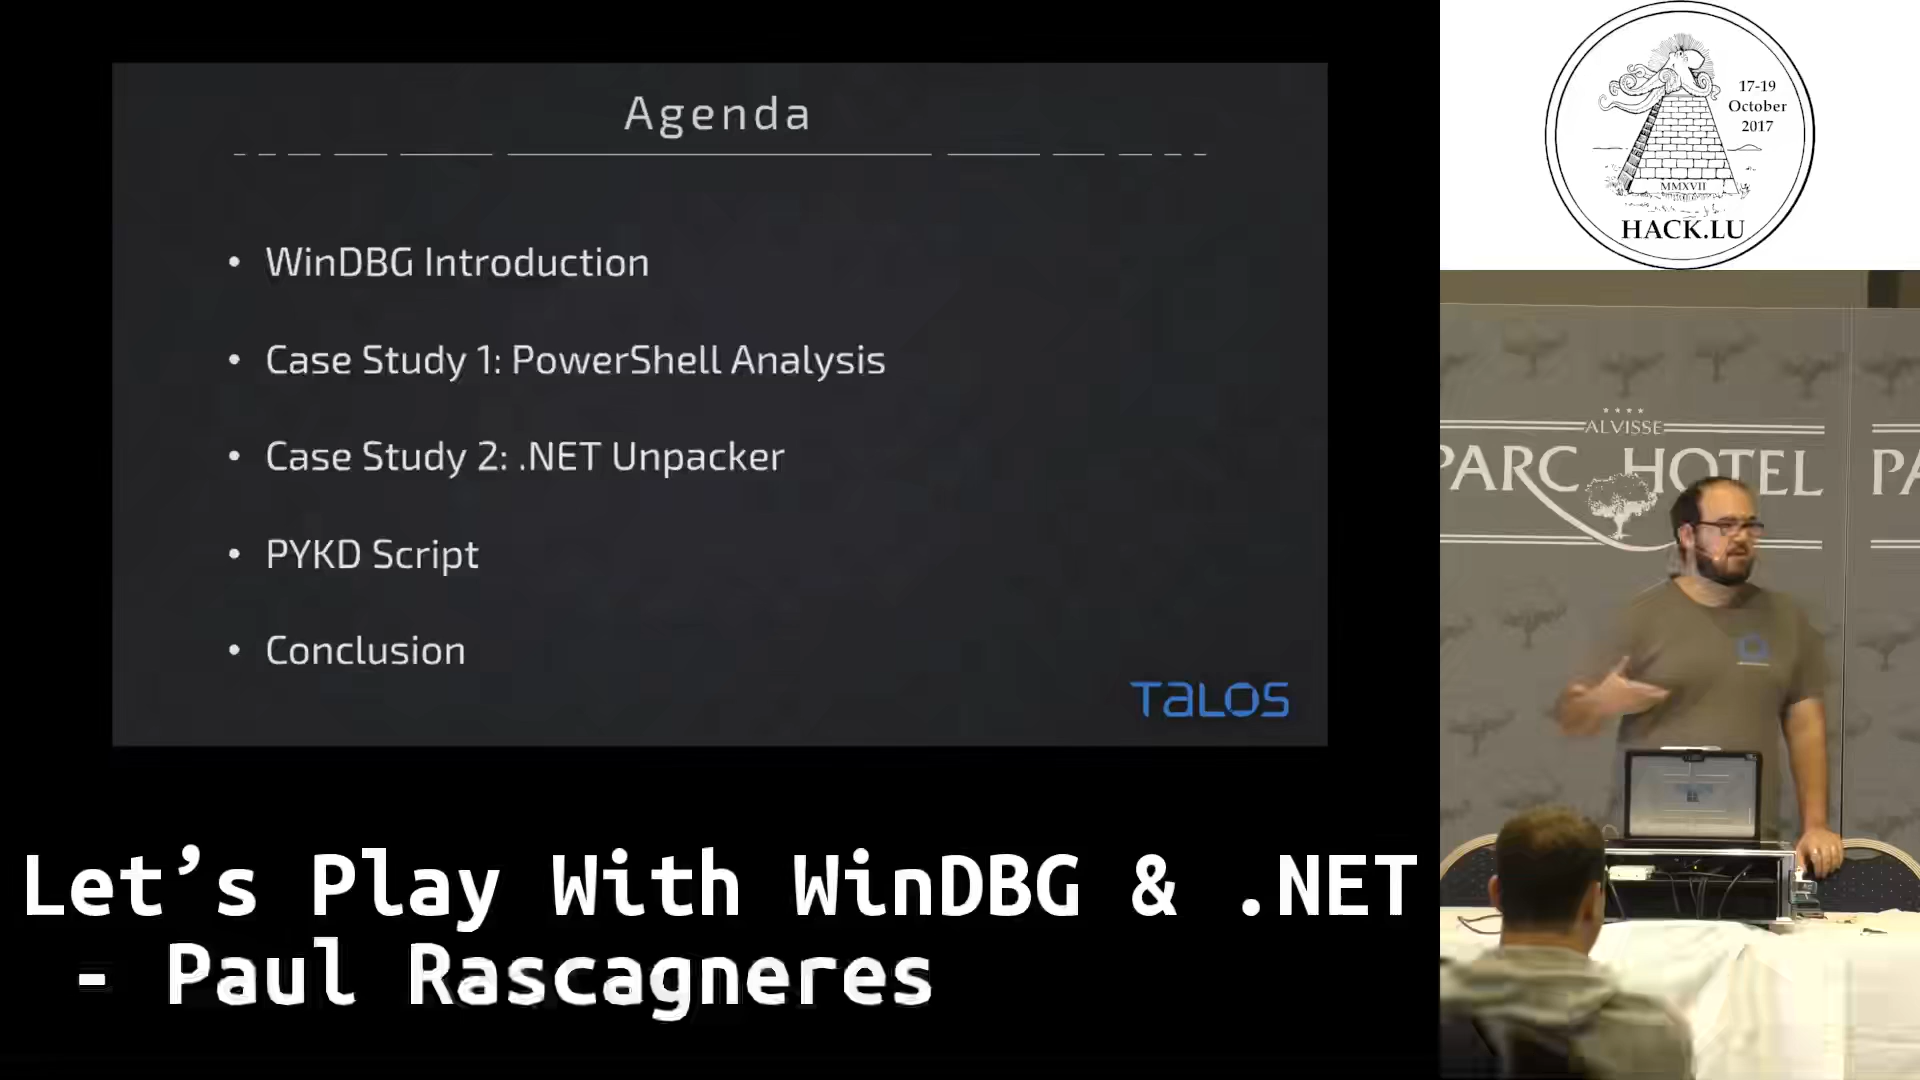 Agenda
• WinDBG Introduction
• Case Study 1: PowerShell Analysis
• Case Study 2: .NET Unpacker
• PYKD Script
• Conclusion
TALOS
Let’s Play With WinDBG & .NET
- Paul Rascagneres
17-19
October
2017
MMXVII
HACK.LU
ALVISSE
PARC HOTEL
PA